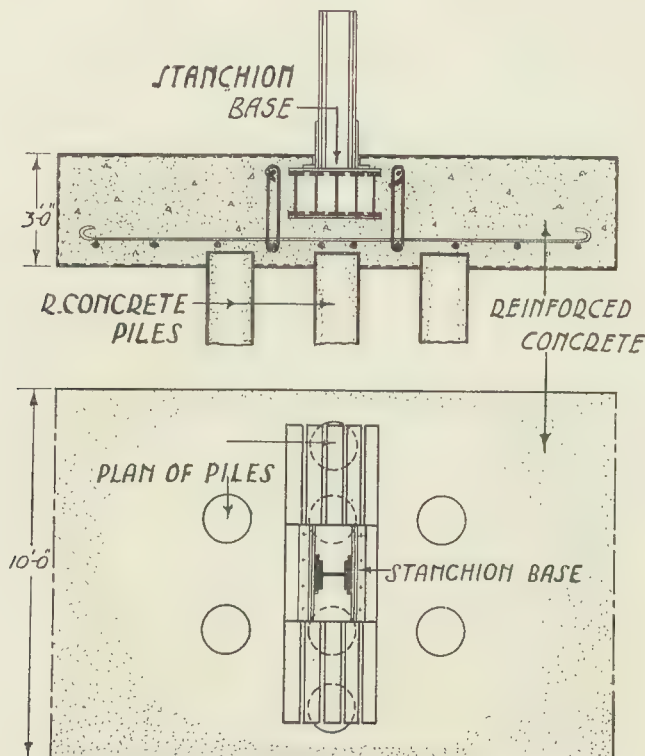 STANCHION
BASE
3'-0"
R.CONCRETE
PILES
REINFORCED
CONCRETE
PLAN OF PILES
10'-0"
STANCHION BASE